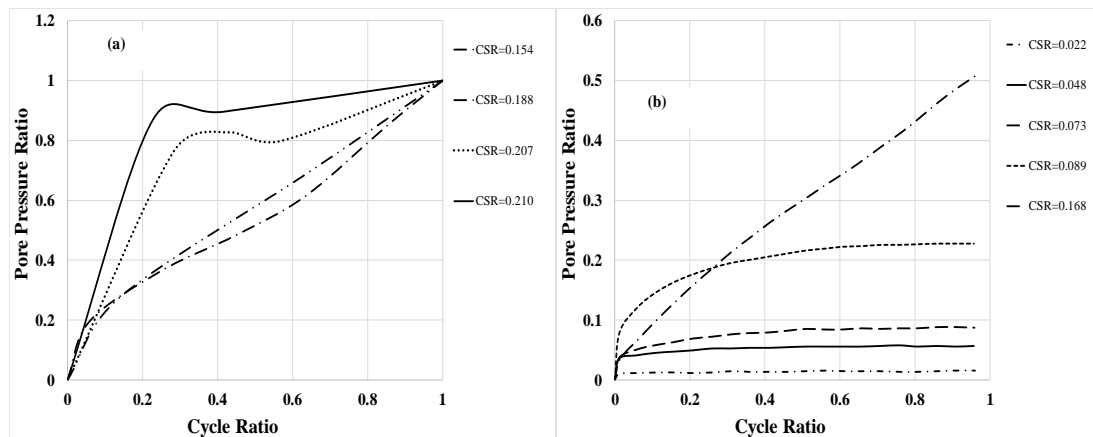 1.2
1
0.8
0.6
0.4
0.2
0
0
0.2
0.4
0.6
0.8
1
Pore Pressure Ratio
Cycle Ratio
(a)
CSR=0.154
CSR=0.188
CSR=0.207
CSR=0.210
0.6
0.5
0.4
0.3
0.2
0.1
0
0
0.2
0.4
0.6
0.8
1
Pore Pressure Ratio
Cycle Ratio
(b)
CSR=0.022
CSR=0.048
CSR=0.073
CSR=0.089
CSR=0.168